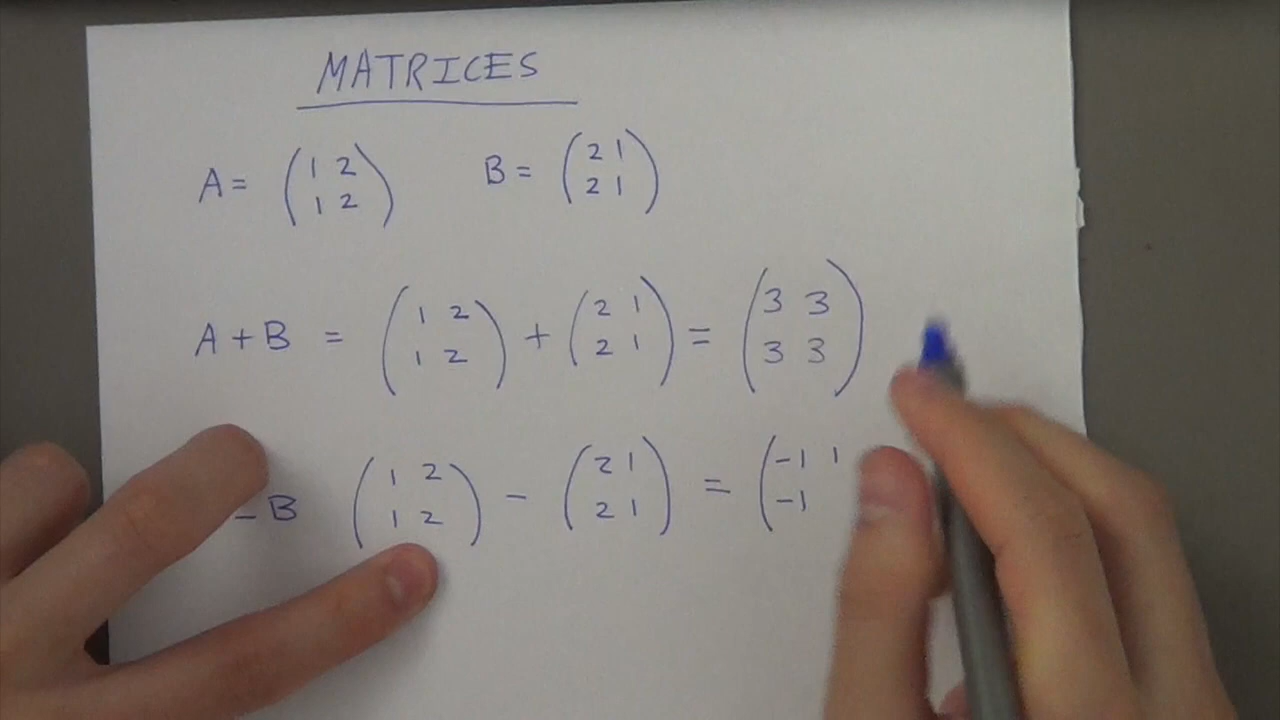 MATRICES
A = (1 2
1 2) B = (2 1
2 1)
A + B = (1 2
1 2) + (2 1
2 1) = (3 3
3 3)
- B (1 2
1 2) - (2 1
2 1) = (-1 1
-1